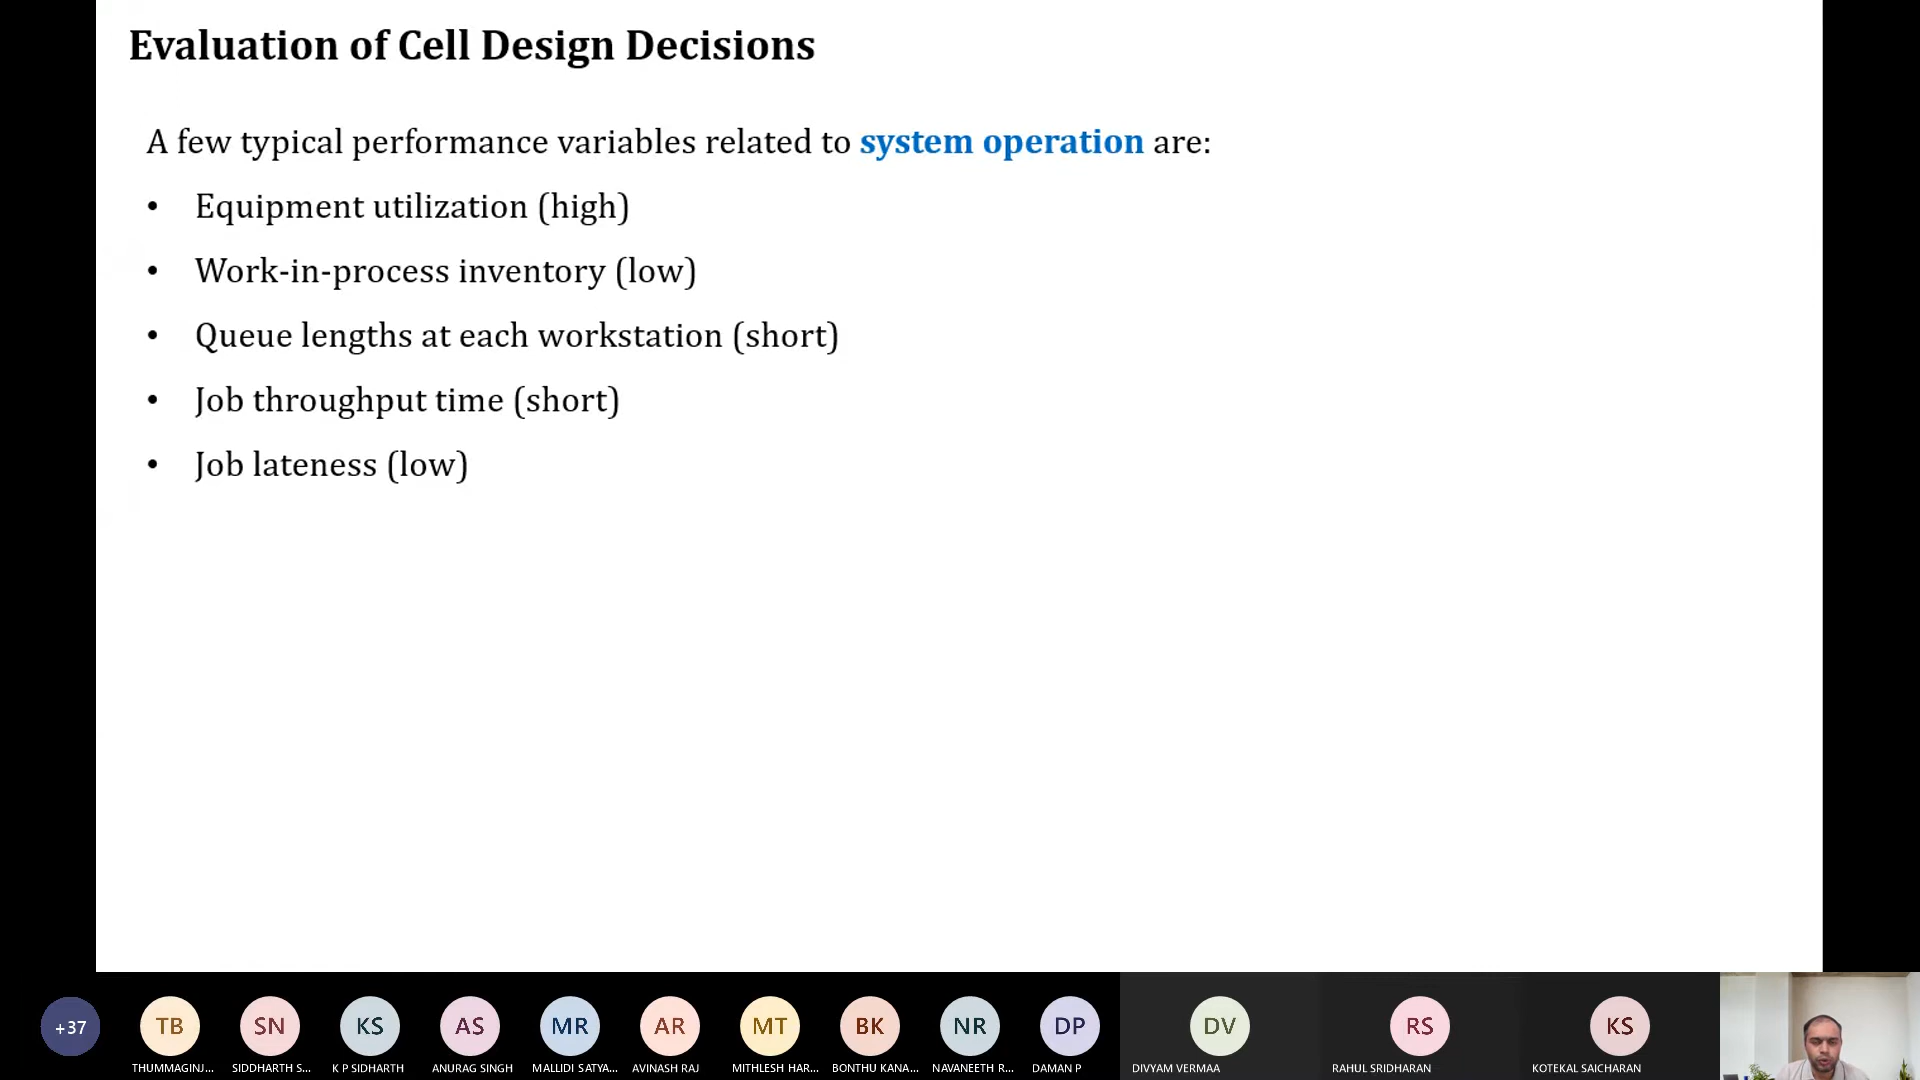 Evaluation of Cell Design Decisions
A few typical performance variables related to system operation are:
• Equipment utilization (high)
• Work-in-process inventory (low)
• Queue lengths at each workstation (short)
• Job throughput time (short)
• Job lateness (low)
+37 TB SN KS AS MR AR MT BK NR DP DV RS KS
THUMMAGINJ... SIDDHARTH S... K P SIDHARTH ANURAG SINGH MALLIDI SATYA... AVINASH RAJ MITHLESH HAR... BONTHU KANA... NAVANEETH R... DAMAN P DIVYAM VERMAA RAHUL SRIDHARAN KOTEKAL SAICHARAN